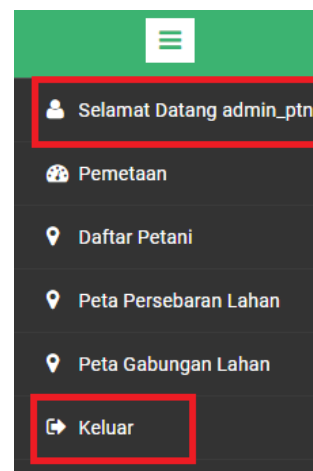 Selamat Datang admin_ptn
Pemetaan
Daftar Petani
Peta Persebaran Lahan
Peta Gabungan Lahan
Keluar